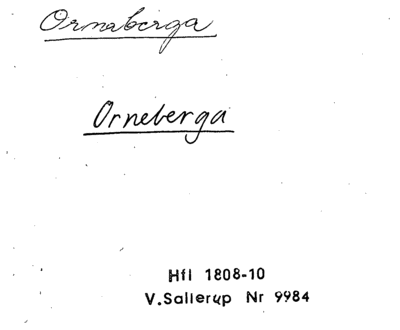 Ornaberga
Orneberga
Hfl 1808-10
V.Sallerup Nr 9984